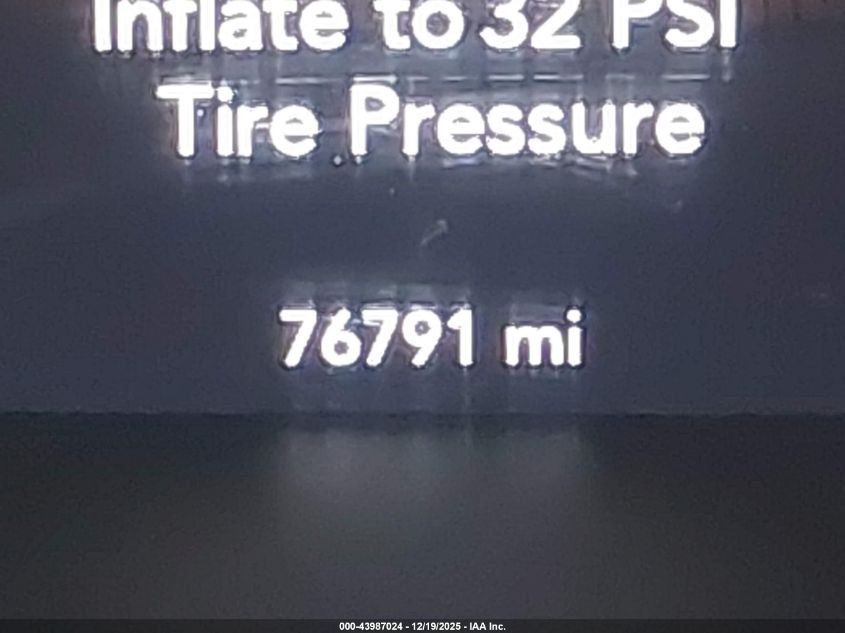 Inflate to 32 PSI
Tire Pressure
76791 mi
000-43987024 - 12/19/2025 - IAA Inc.